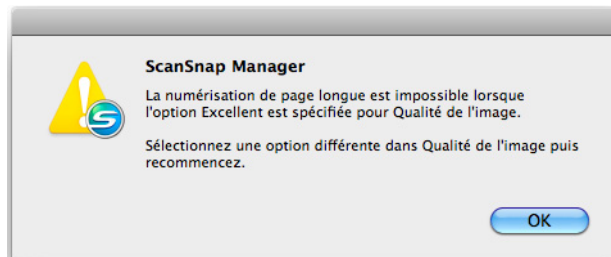 ScanSnap Manager
La numérisation de page longue est impossible lorsque
l'option Excellent est spécifiée pour Qualité de l'image.
Sélectionnez une option différente dans Qualité de l'image puis
recommencez.
OK